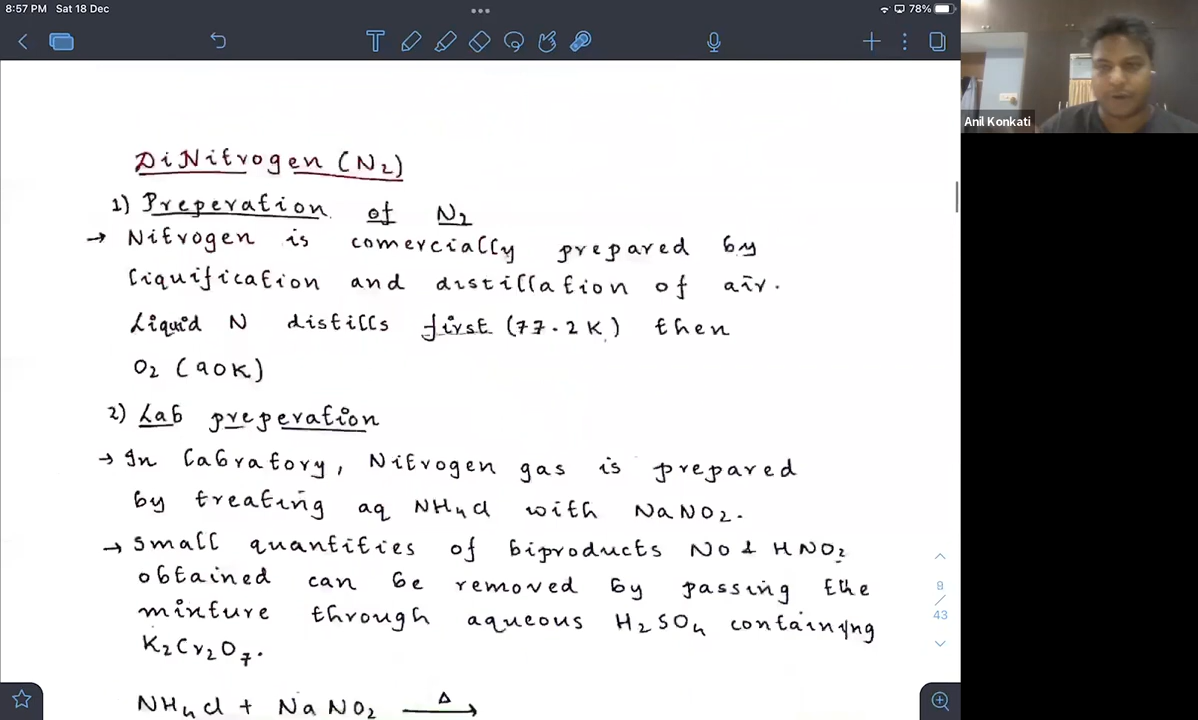 8:57 PM Sat 18 Dec
78%
Anil Konkati
DiNitrogen (N2)
1) Preperation of N2
→ Nitrogen is comercially prepared by
liquification and distillation of air.
Liquid N distills first (77.2K) then
O2 (90K)
2) Lab preperation
→ In Labratory, Nitrogen gas is prepared
by treating aq NH4Cl with NaNO2.
→ Small quantities of biproducts NO & HNO2
obtained can be removed by passing the
mixture through aqueous H2SO4 containing
K2Cr2O7.
NH4Cl + NaNO2 Δ→
9
/
43